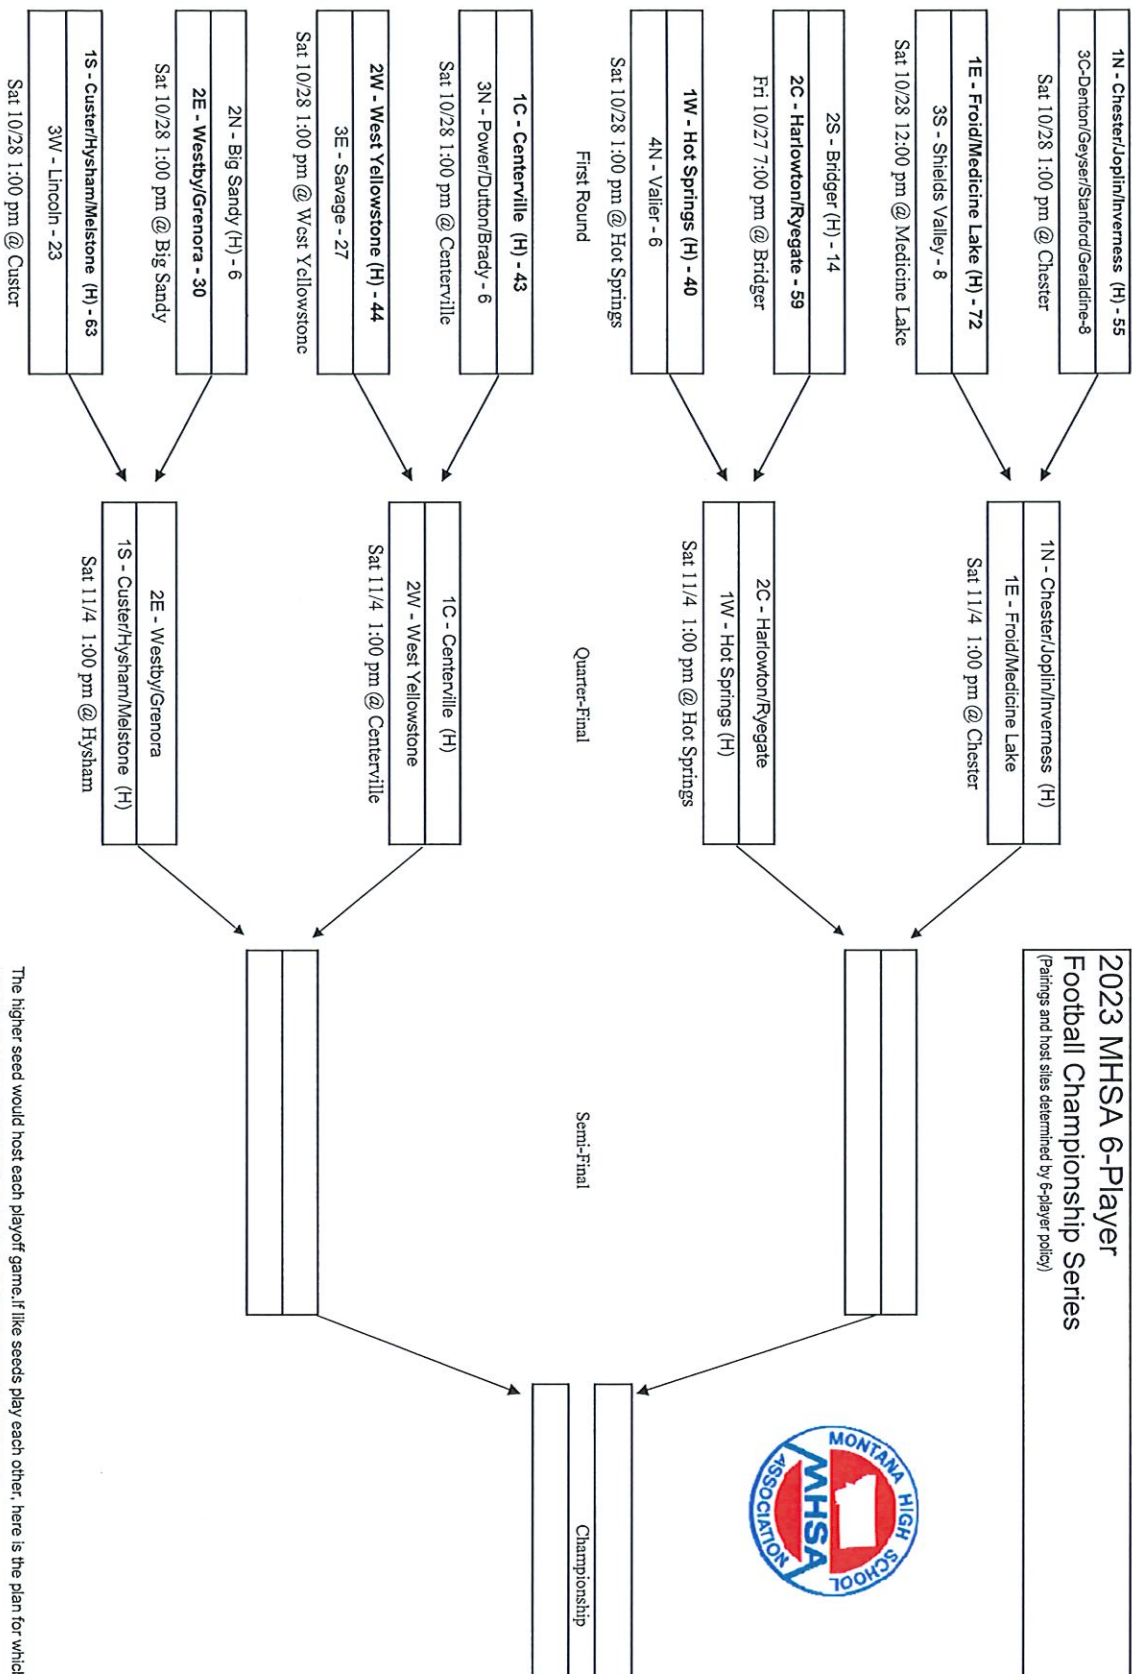 2023 MHSA 6-Player
Football Championship Series
(Pairings and host sites determined by 6-player policy)
MONTANA HIGH SCHOOL
MHSA
ASSOCIATION
1N - Chester/Joplin/Inverness (H) - 55
3C-Denton/Geyser/Stanford/Geraldine-8
Sat 10/28 1:00 pm @ Chester
1E - Froid/Medicine Lake (H) - 72
3S - Shields Valley - 8
Sat 10/28 12:00 pm @ Medicine Lake
2S - Bridger (H) - 14
2C - Harlowton/Ryegate - 59
Fri 10/27 7:00 pm @ Bridger
1W - Hot Springs (H) - 40
4N - Valier - 6
Sat 10/28 1:00 pm @ Hot Springs
First Round
1C - Centerville (H) - 43
3N - Power/Dutton/Brady - 6
Sat 10/28 1:00 pm @ Centerville
2W - West Yellowstone (H) - 44
3E - Savage - 27
Sat 10/28 1:00 pm @ West Yellowstone
2N - Big Sandy (H) - 6
2E - Westby/Grenora - 30
Sat 10/28 1:00 pm @ Big Sandy
1S - Custer/Hysham/Melstone (H) - 63
3W - Lincoln - 23
Sat 10/28 1:00 pm @ Custer
1N - Chester/Joplin/Inverness (H)
1E - Froid/Medicine Lake
Sat 11/4 1:00 pm @ Chester
2C - Harlowton/Ryegate
1W - Hot Springs (H)
Sat 11/4 1:00 pm @ Hot Springs
Quarter-Final
1C - Centerville (H)
2W - West Yellowstone
Sat 11/4 1:00 pm @ Centerville
2E - Westby/Grenora
1S - Custer/Hysham/Melstone (H)
Sat 11/4 1:00 pm @ Hysham
Semi-Final
Championship
The higher seed would host each playoff game.If like seeds play each other, here is the plan for which